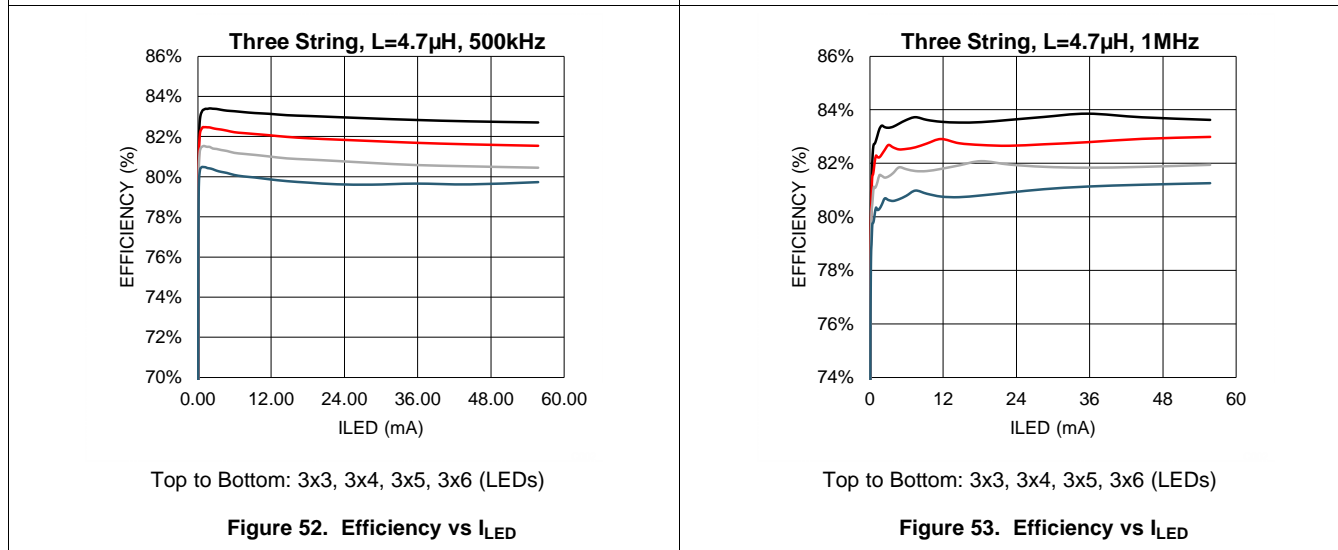 Three String, L=4.7µH, 500kHz
86%
84%
82%
80%
78%
76%
74%
72%
70%
EFFICIENCY (%)
0.00 12.00 24.00 36.00 48.00 60.00
ILED (mA)
Top to Bottom: 3x3, 3x4, 3x5, 3x6 (LEDs)
Figure 52. Efficiency vs ILED
Three String, L=4.7µH, 1MHz
86%
84%
82%
80%
78%
76%
74%
EFFICIENCY (%)
0 12 24 36 48 60
ILED (mA)
Top to Bottom: 3x3, 3x4, 3x5, 3x6 (LEDs)
Figure 53. Efficiency vs ILED